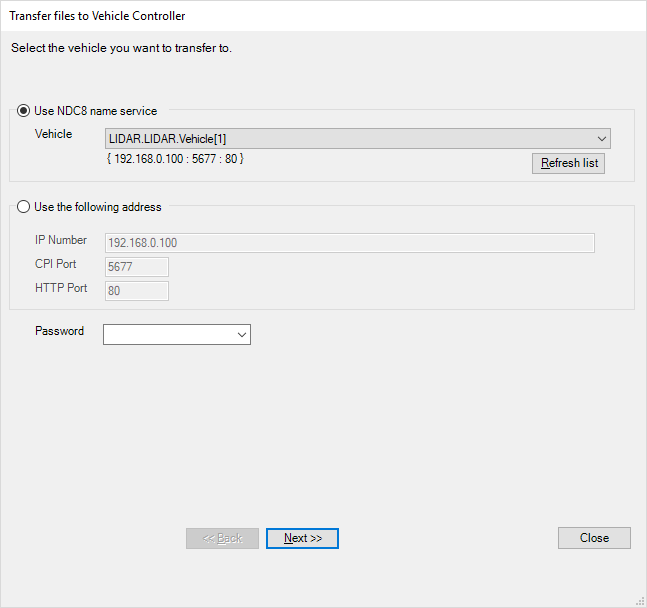 Transfer files to Vehicle Controller
Select the vehicle you want to transfer to.
Use NDC8 name service
Vehicle
LIDAR.LIDAR.Vehicle[1]
{ 192.168.0.100 : 5677 : 80 }
Refresh list
Use the following address
IP Number
192.168.0.100
CPI Port
5677
HTTP Port
80
Password
<< Back
Next >>
Close